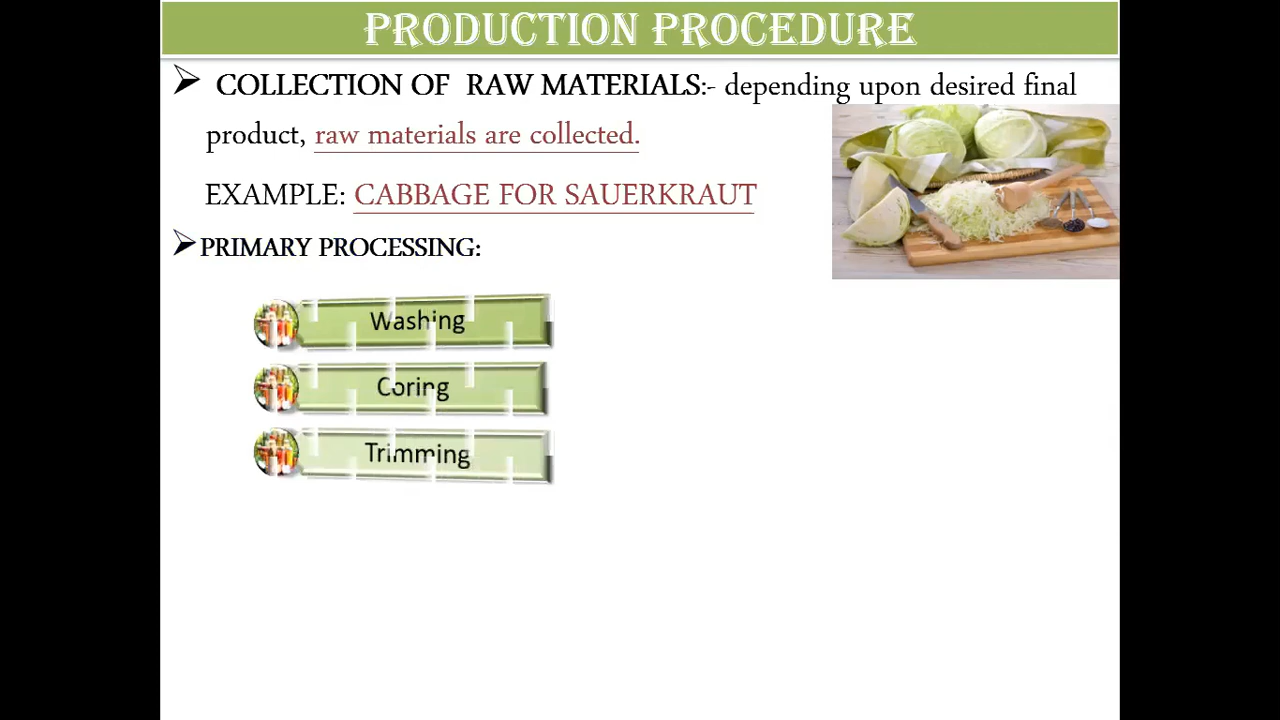 PRODUCTION PROCEDURE
COLLECTION OF RAW MATERIALS:- depending upon desired final
product, raw materials are collected.
EXAMPLE: CABBAGE FOR SAUERKRAUT
PRIMARY PROCESSING:
Washing
Coring
Trimming